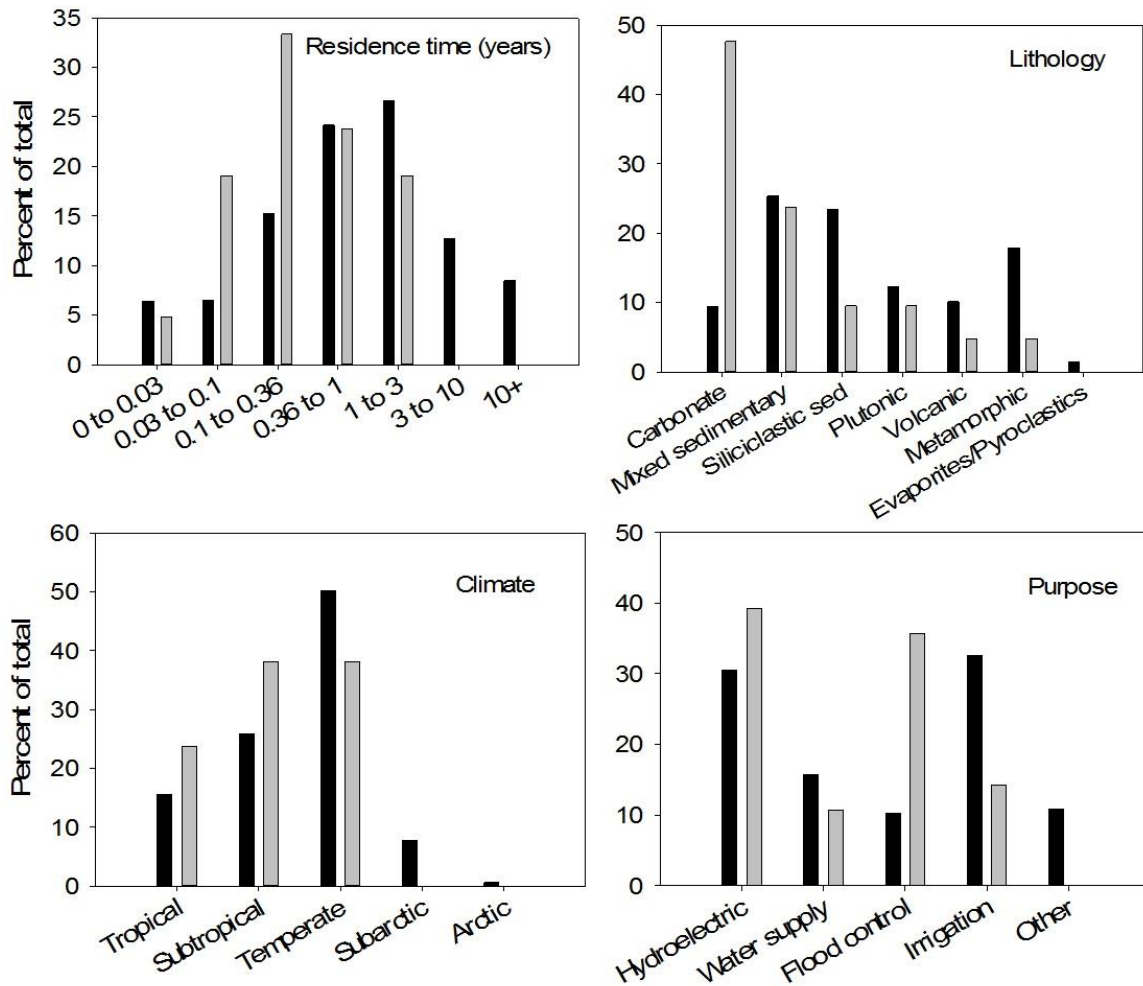 Residence time (years)
Percent of total
35
30
25
20
15
10
5
0
0 to 0.03
0.03 to 0.1
0.1 to 0.36
0.36 to 1
1 to 3
3 to 10
10+
Lithology
50
40
30
20
10
0
Carbonate
Mixed sedimentary
Siliciclastic sed
Plutonic
Volcanic
Metamorphic
Evaporites/Pyroclastics
Climate
Percent of total
60
50
40
30
20
10
0
Tropical
Subtropical
Temperate
Subarctic
Arctic
Purpose
50
40
30
20
10
0
Hydroelectric
Water supply
Flood control
Irrigation
Other